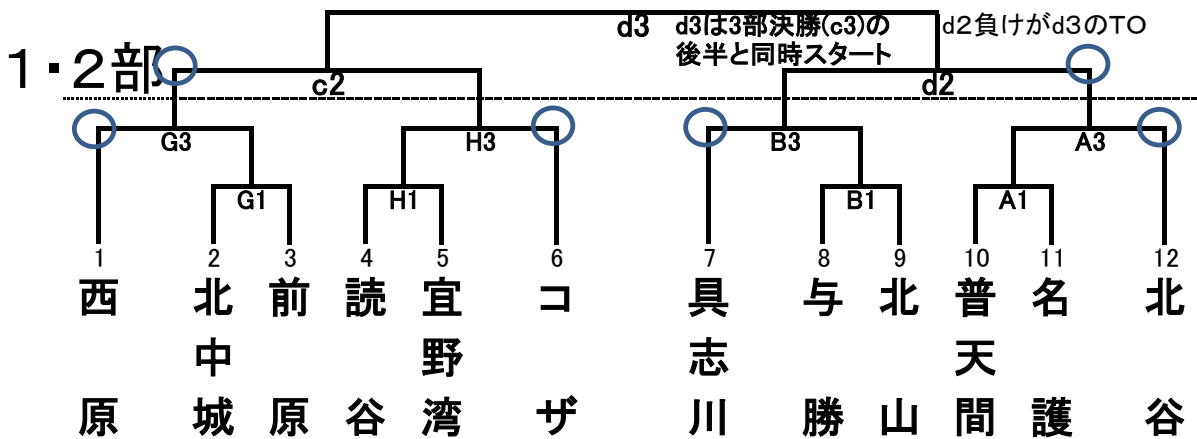 d3 d3は3部決勝(c3)の d2負けがd3のTO
後半と同時スタート
1・2部
c2 d2
G3 H3 B3 A3
G1 H1 B1 A1
1 2 3 4 5 6 7 8 9 10 11 12
西原
北中城
前原
読谷
宜野湾
コザ
具志川
与勝
北山
普天間
名護
北谷